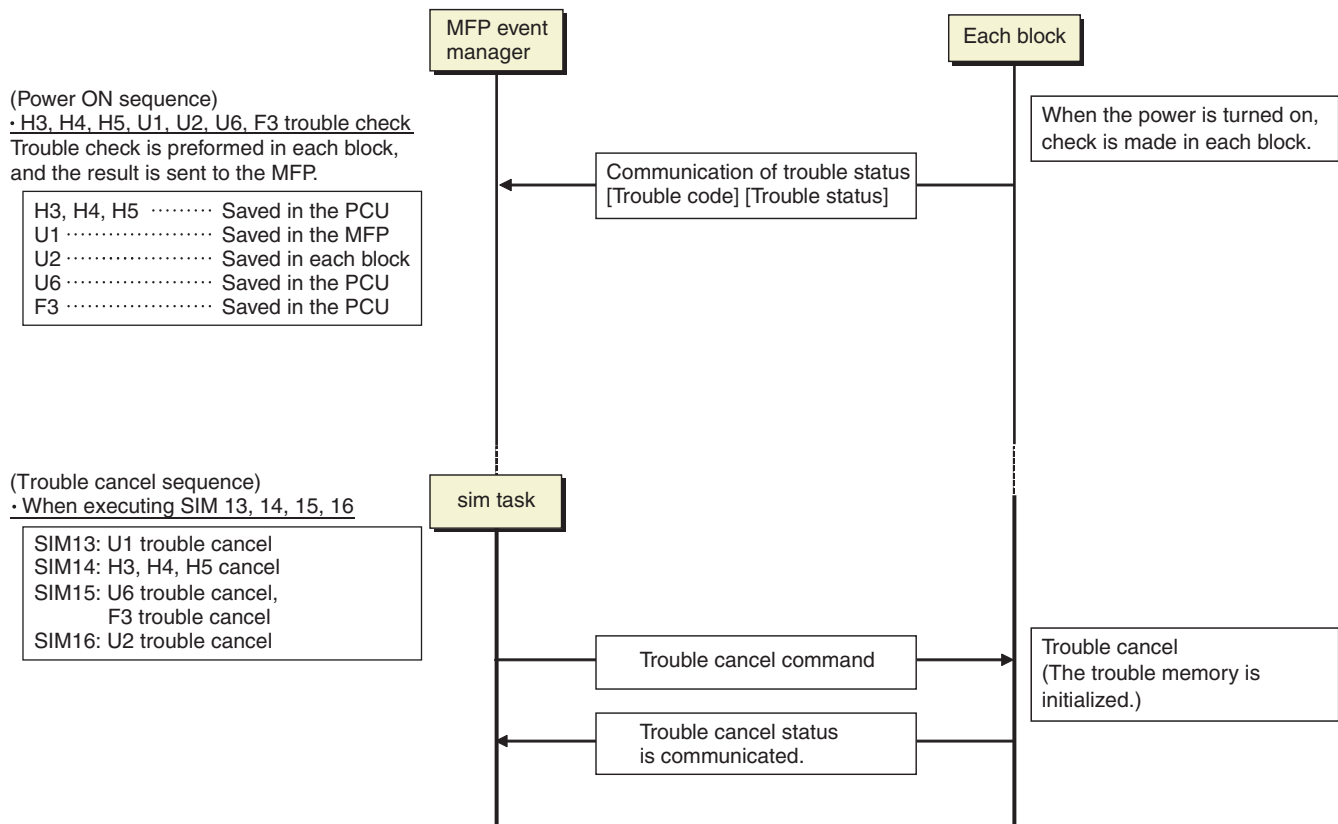 MFP event
manager
Each block
(Power ON sequence)
· H3, H4, H5, U1, U2, U6, F3 trouble check
Trouble check is preformed in each block,
and the result is sent to the MFP.
H3, H4, H5 ········· Saved in the PCU
U1 ····················· Saved in the MFP
U2 ····················· Saved in each block
U6 ····················· Saved in the PCU
F3 ····················· Saved in the PCU
Communication of trouble status
[Trouble code] [Trouble status]
When the power is turned on,
check is made in each block.
(Trouble cancel sequence)
· When executing SIM 13, 14, 15, 16
SIM13: U1 trouble cancel
SIM14: H3, H4, H5 cancel
SIM15: U6 trouble cancel,
F3 trouble cancel
SIM16: U2 trouble cancel
sim task
Trouble cancel command
Trouble cancel
(The trouble memory is
initialized.)
Trouble cancel status
is communicated.